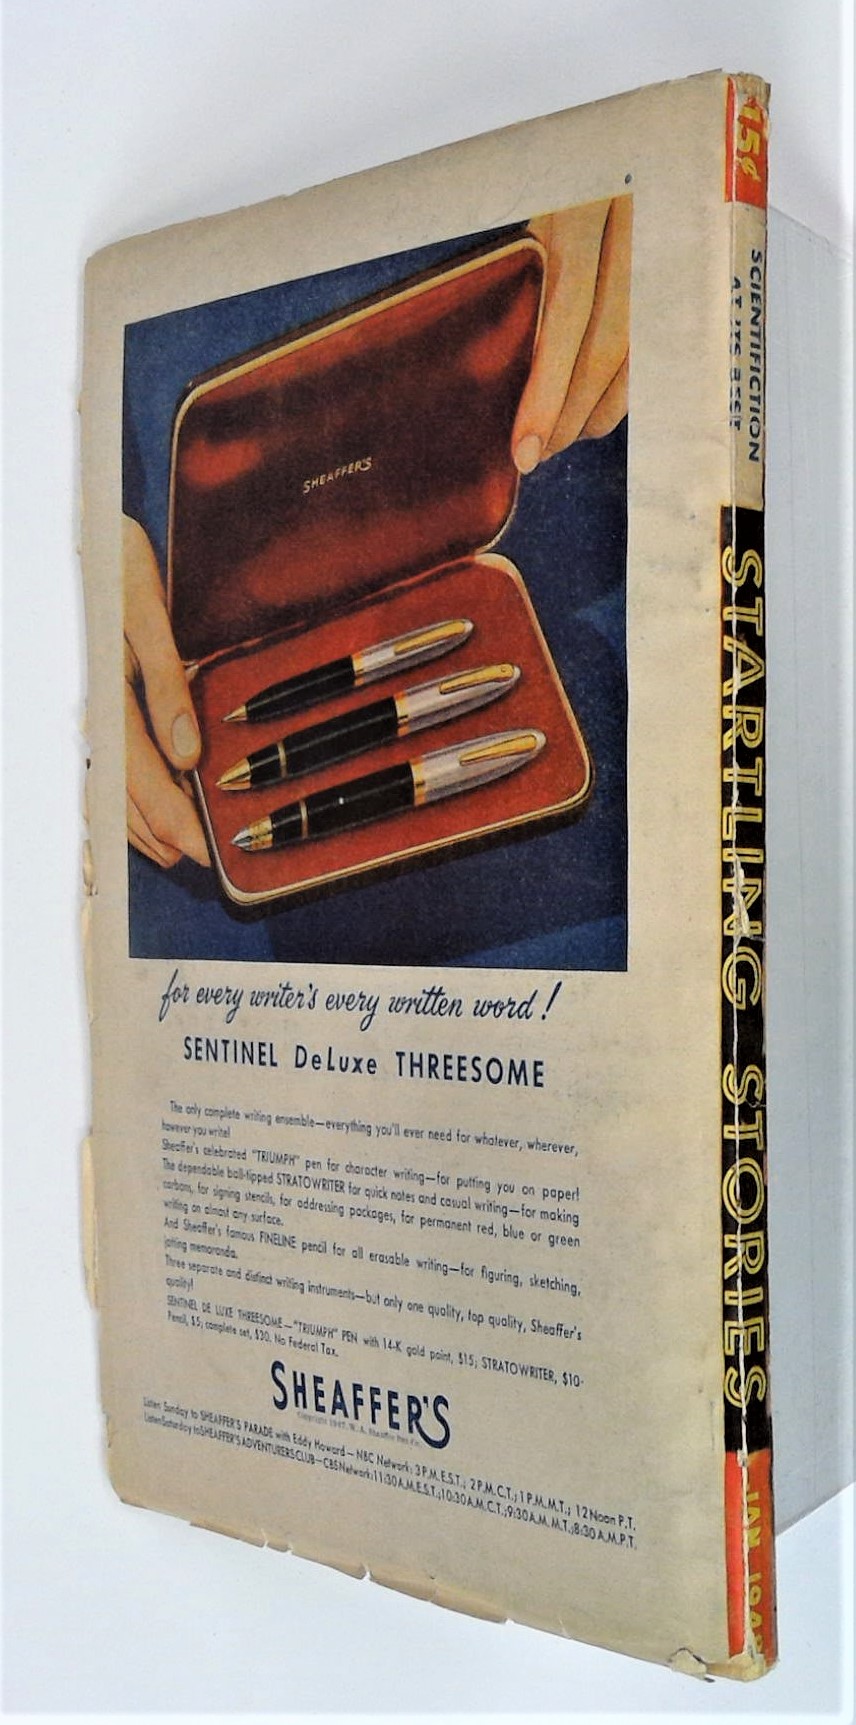 SHEAFFER'S
for every writer's every written word!
SENTINEL DeLuxe THREESOME
The only complete writing ensemble—everything you'll ever need for whatever, wherever,
however you write!
Sheaffer's celebrated "TRIUMPH" pen for character writing—for putting you on paper!
The dependable ball-tipped STRATOWRITER for quick notes and casual writing—for making
carbons, for signing stencils, for addressing packages, for permanent red, blue or green
writing on almost any surface.
And Sheaffer's famous FINELINE pencil for all erasable writing—for figuring, sketching,
jotting memoranda.
Three separate and distinct writing instruments—but only one quality, top quality, Sheaffer's
quality!
SENTINEL DE LUXE THREESOME—"TRIUMPH" PEN with 14-K gold point, $15; STRATOWRITER, $10-
Pencil, $5; complete set, $30. No Federal Tax.
SHEAFFER'S
Copyright 1947, W. A. Sheaffer Pen Co.
Listen Sunday to SHEAFFER'S PARADE with Eddy Howard—NBC Network: 3 P.M. E.S.T.; 2 P.M. C.T.; 1 P.M. M.T.; 12 Noon P.T.
Listen Saturday to SHEAFFER'S ADVENTURERS CLUB—CBS Network: 11:30 A.M. E.S.T.; 10:30 A.M. C.T.; 9:30 A.M. M.T.; 8:30 A.M. P.T.
15¢
SCIENTIFICTION
AT ITS BEST
STARTLING STORIES
JAN.